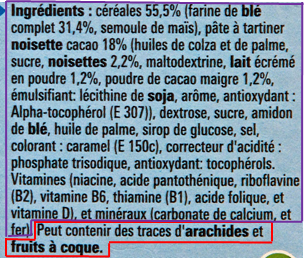 Ingrédients : céréales 55,5% (farine de blé
complet 31,4%, semoule de maïs), pâte à tartiner
noisette cacao 18% (huiles de colza et de palme,
sucre, noisettes 2,2%, maltodextrine, lait écrémé
en poudre 1,2%, poudre de cacao maigre 1,2%,
émulsifiant: lécithine de soja, arôme, antioxydant :
Alpha-tocophérol (E 307)), dextrose, sucre, amidon
de blé, huile de palme, sirop de glucose, sel,
colorant : caramel (E 150c), correcteur d'acidité :
phosphate trisodique, antioxydant: tocophérols.
Vitamines (niacine, acide pantothénique, riboflavine
(B2), vitamine B6, thiamine (B1), acide folique, et
vitamine D), et minéraux (carbonate de calcium, et
fer). Peut contenir des traces d'arachides et
fruits à coque.